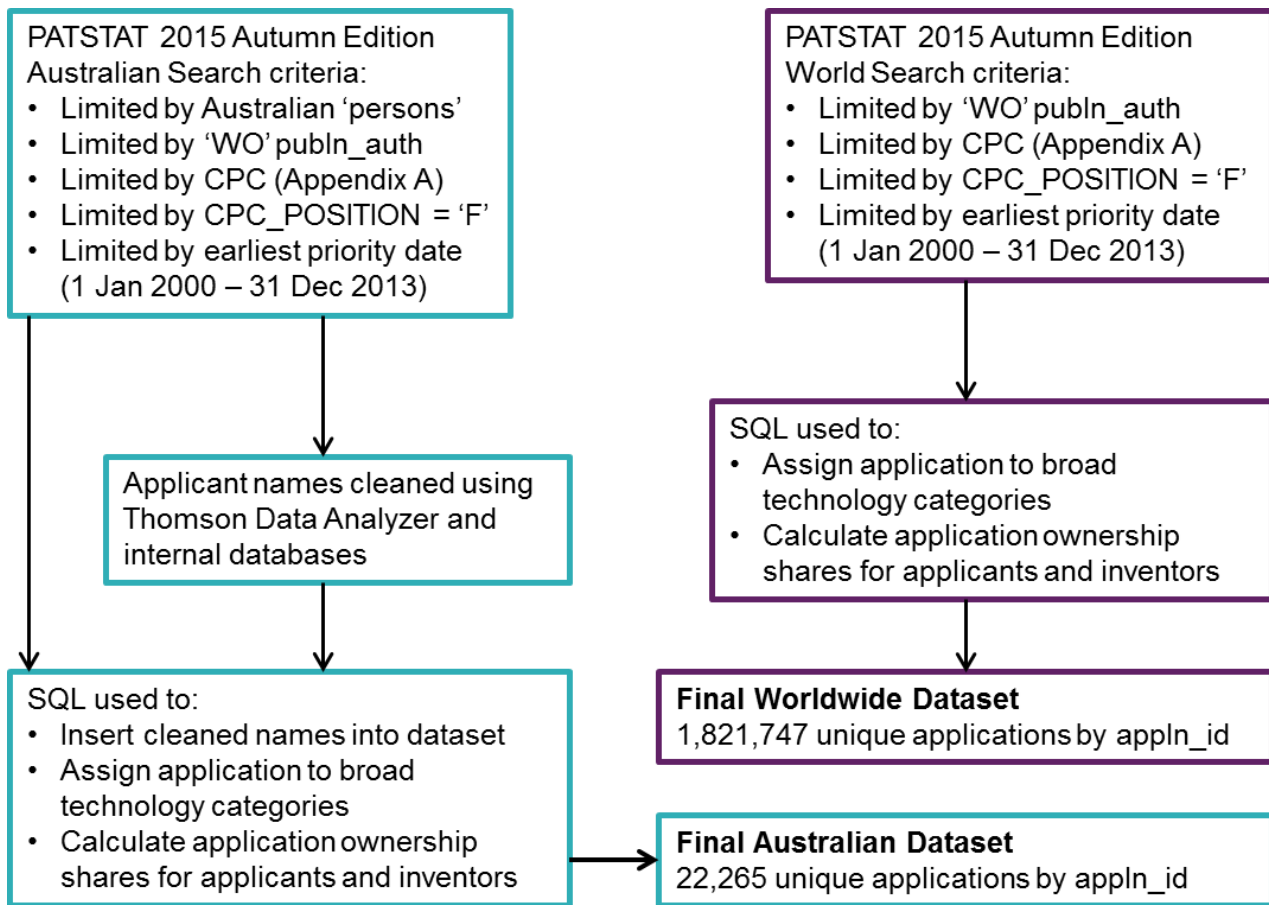 PATSTAT 2015 Autumn Edition
Australian Search criteria:
• Limited by Australian ‘persons’
• Limited by ‘WO’ publn_auth
• Limited by CPC (Appendix A)
• Limited by CPC_POSITION = ‘F’
• Limited by earliest priority date
(1 Jan 2000 – 31 Dec 2013)
PATSTAT 2015 Autumn Edition
World Search criteria:
• Limited by ‘WO’ publn_auth
• Limited by CPC (Appendix A)
• Limited by CPC_POSITION = ‘F’
• Limited by earliest priority date
(1 Jan 2000 – 31 Dec 2013)
Applicant names cleaned using
Thomson Data Analyzer and
internal databases
SQL used to:
• Assign application to broad
technology categories
• Calculate application ownership
shares for applicants and inventors
SQL used to:
• Insert cleaned names into dataset
• Assign application to broad
technology categories
• Calculate application ownership
shares for applicants and inventors
Final Worldwide Dataset
1,821,747 unique applications by appln_id
Final Australian Dataset
22,265 unique applications by appln_id